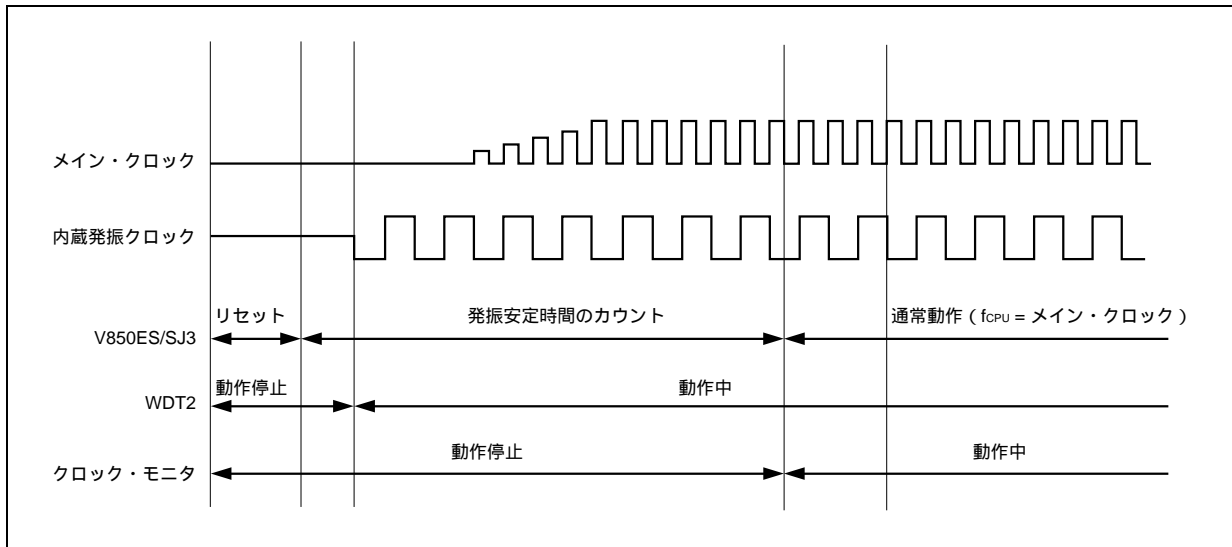 メイン・クロック
内蔵発振クロック
リセット
発振安定時間のカウント
通常動作（fCPU = メイン・クロック）
V850ES/SJ3
動作停止
動作中
WDT2
動作停止
動作中
クロック・モニタ